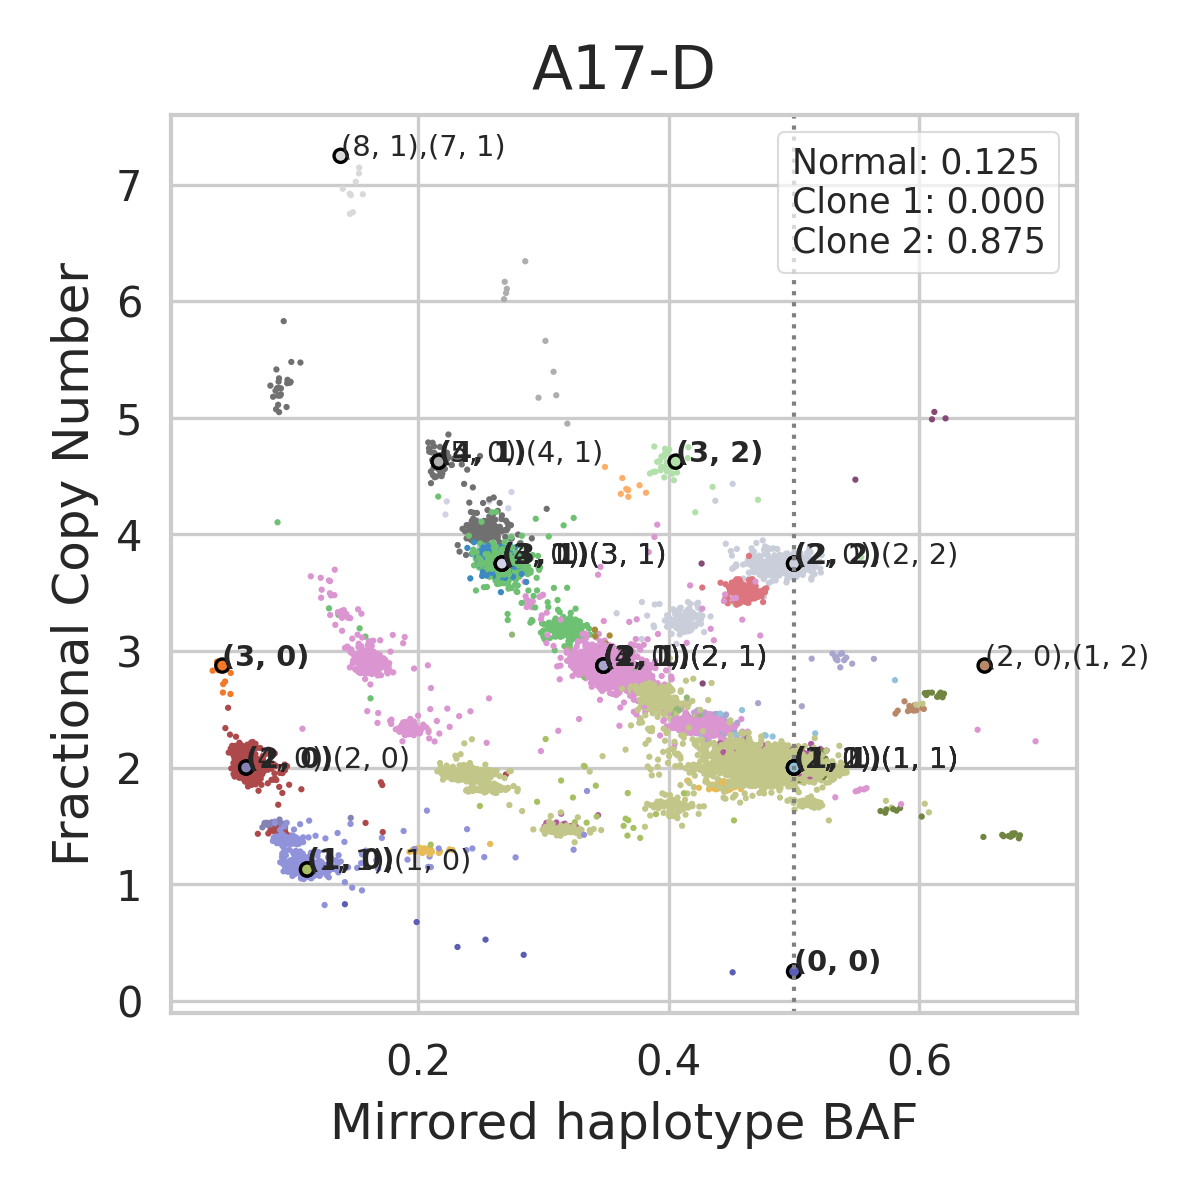 A17-D
Normal: 0.125
Clone 1: 0.000
Clone 2: 0.875
(8, 1),(7, 1)
7
6
5
(4, 1)
(3, 2)
4
(3, 1)
(2, 2)
3
(3, 0)
(2, 1)
(2, 0),(1, 2)
2
(2, 0)
(1, 1)
1
(1, 0)
(0, 0)
0
0.2 0.4 0.6
Mirrored haplotype BAF
Fractional Copy Number